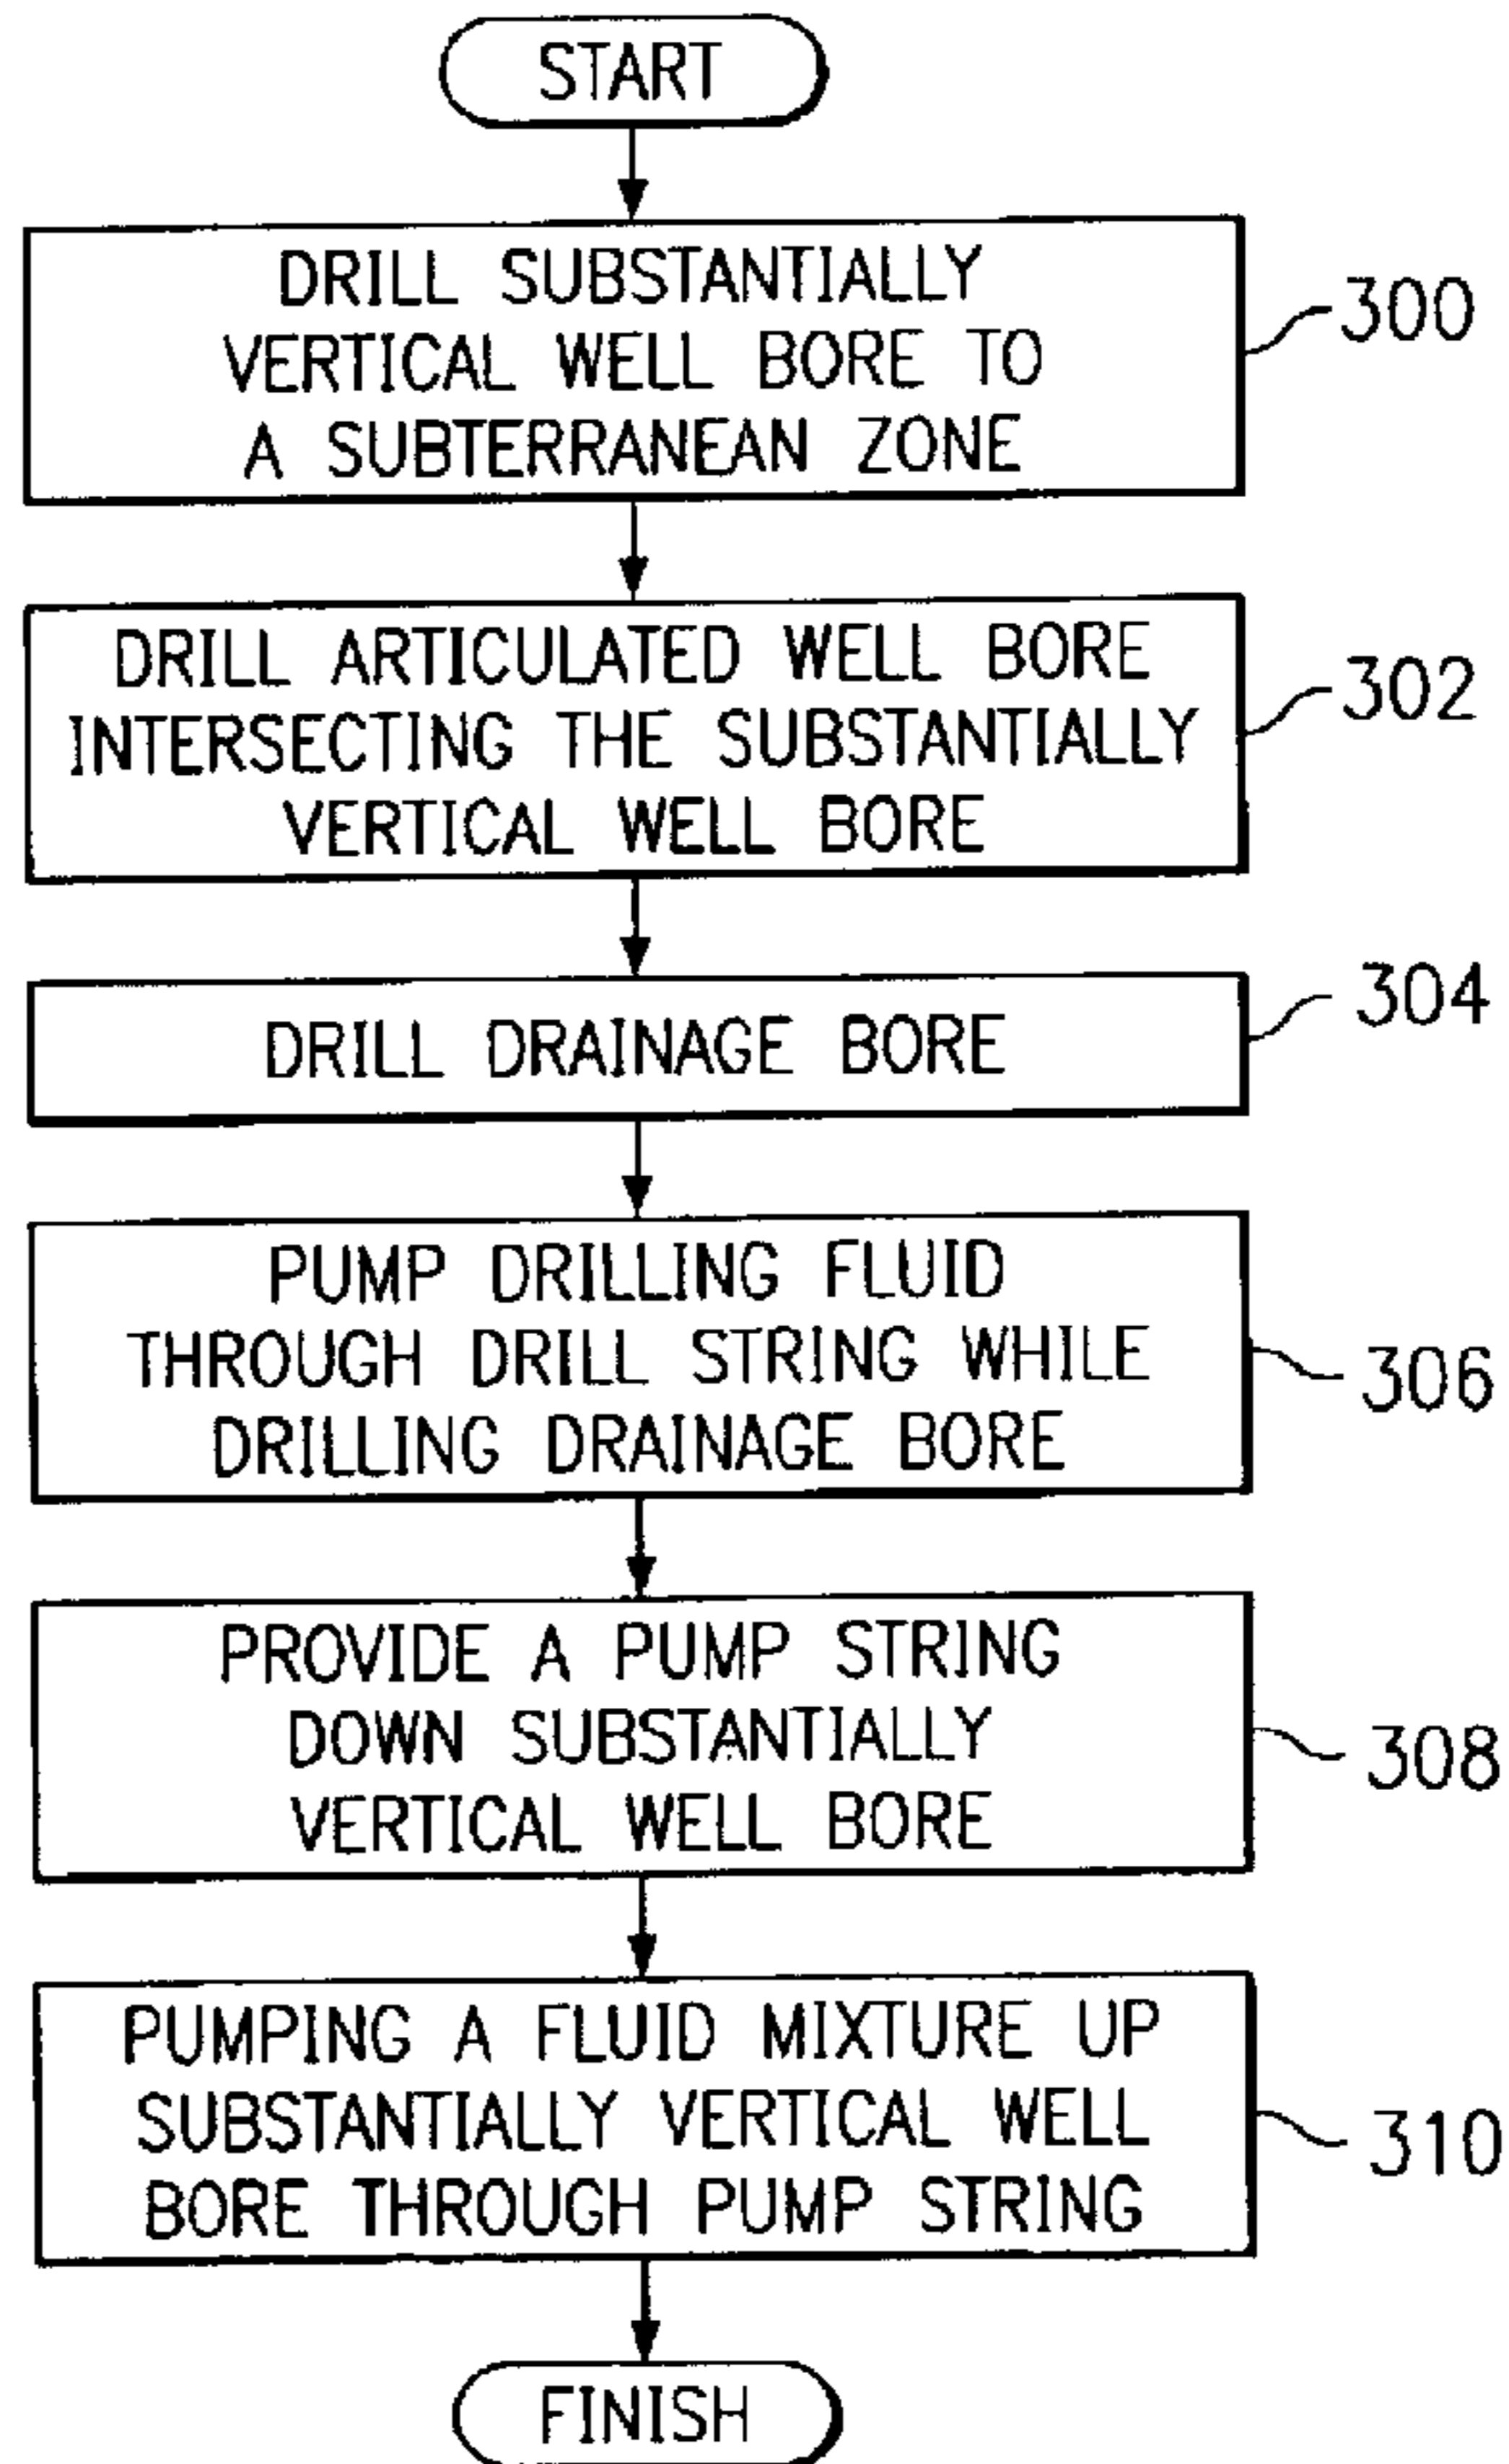 START
DRILL SUBSTANTIALLY
VERTICAL WELL BORE TO
A SUBTERRANEAN ZONE
300
DRILL ARTICULATED WELL BORE
INTERSECTING THE SUBSTANTIALLY
VERTICAL WELL BORE
302
DRILL DRAINAGE BORE
304
PUMP DRILLING FLUID
THROUGH DRILL STRING WHILE
DRILLING DRAINAGE BORE
306
PROVIDE A PUMP STRING
DOWN SUBSTANTIALLY
VERTICAL WELL BORE
308
PUMPING A FLUID MIXTURE UP
SUBSTANTIALLY VERTICAL WELL
BORE THROUGH PUMP STRING
310
FINISH